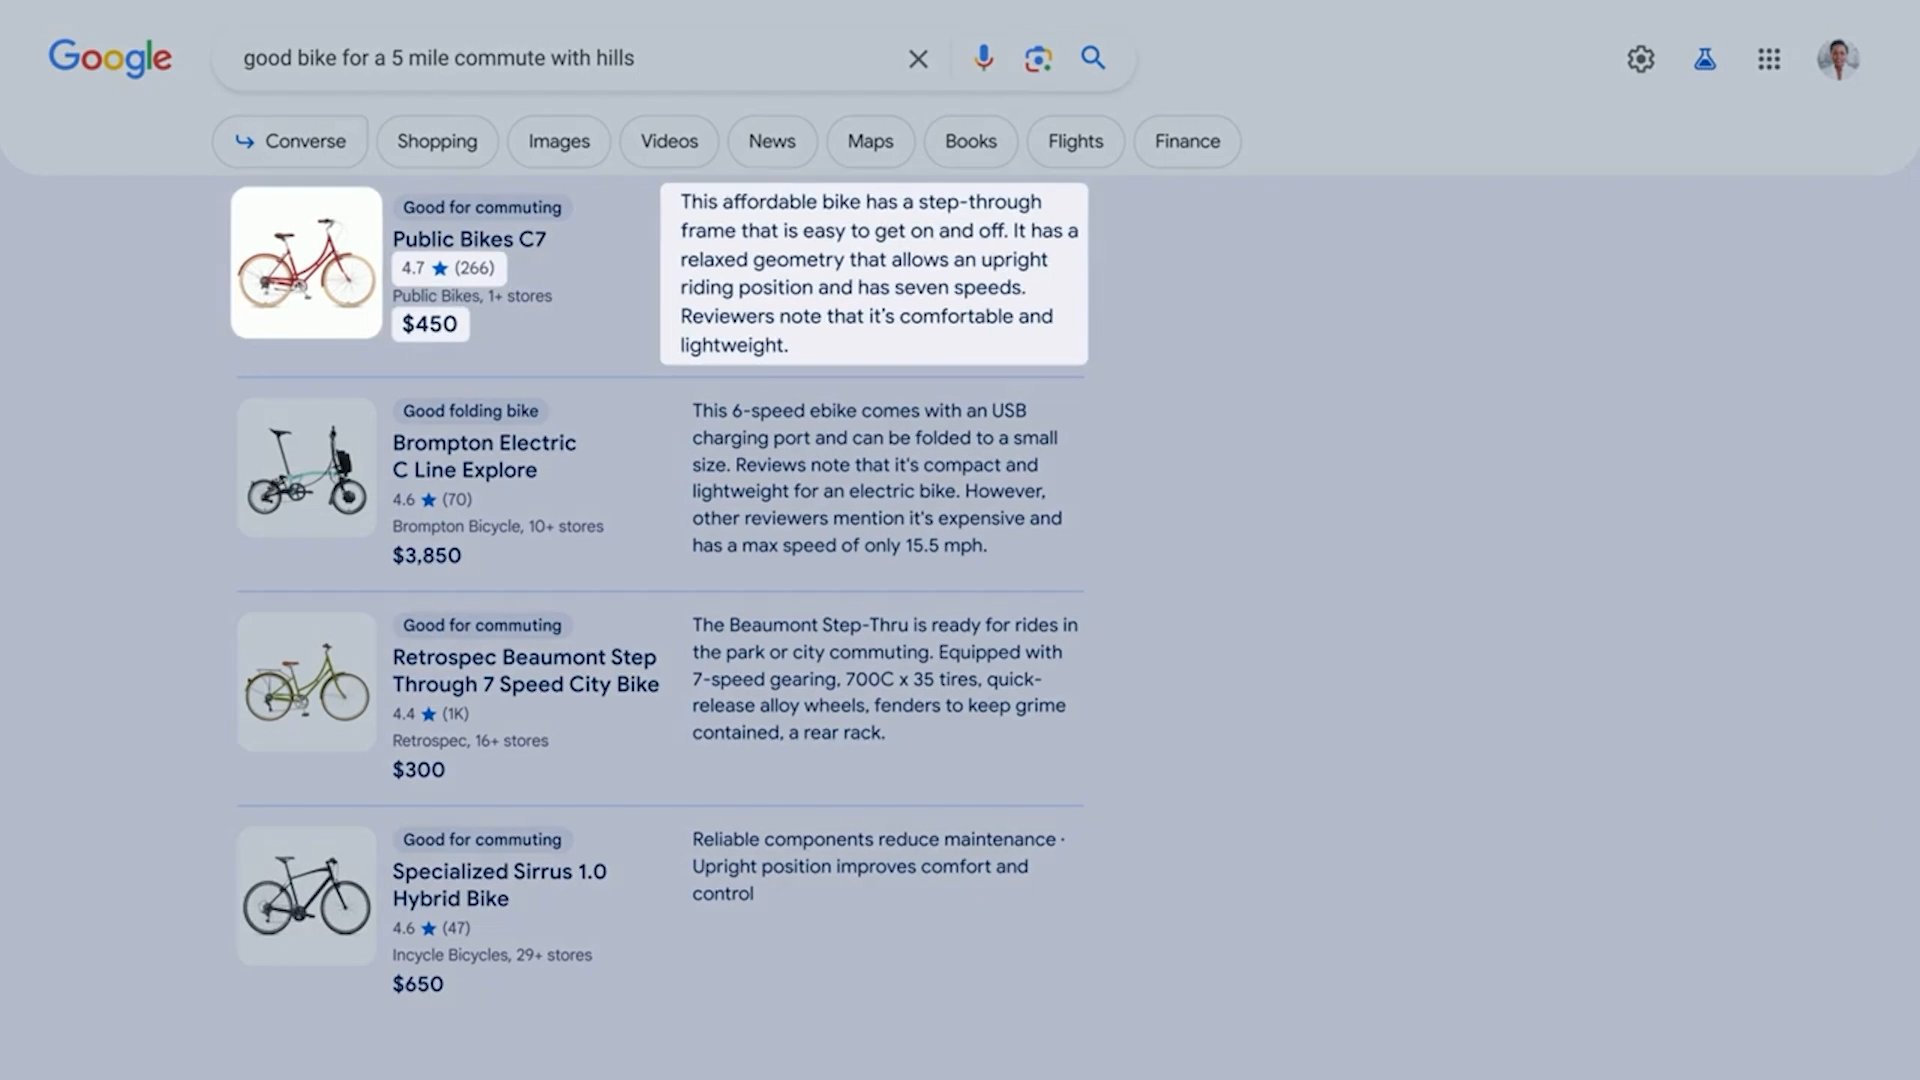 Google
good bike for a 5 mile commute with hills
Converse
Shopping
Images
Videos
News
Maps
Books
Flights
Finance
Good for commuting
Public Bikes C7
4.7 ★ (266)
Public Bikes, 1+ stores
$450
This affordable bike has a step-through
frame that is easy to get on and off. It has a
relaxed geometry that allows an upright
riding position and has seven speeds.
Reviewers note that it's comfortable and
lightweight.
Good folding bike
Brompton Electric
C Line Explore
4.6 ★ (70)
Brompton Bicycle, 10+ stores
$3,850
This 6-speed ebike comes with an USB
charging port and can be folded to a small
size. Reviews note that it's compact and
lightweight for an electric bike. However,
other reviewers mention it's expensive and
has a max speed of only 15.5 mph.
Good for commuting
Retrospec Beaumont Step
Through 7 Speed City Bike
4.4 ★ (1K)
Retrospec, 16+ stores
$300
The Beaumont Step-Thru is ready for rides in
the park or city commuting. Equipped with
7-speed gearing, 700C x 35 tires, quick-
release alloy wheels, fenders to keep grime
contained, a rear rack.
Good for commuting
Specialized Sirrus 1.0
Hybrid Bike
4.6 ★ (47)
Incycle Bicycles, 29+ stores
$650
Reliable components reduce maintenance ·
Upright position improves comfort and
control